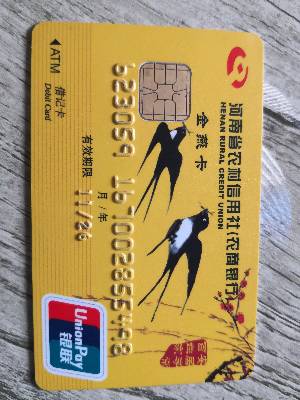 河南省农村信用社(农商银行)
HENAN RURAL CREDIT UNION
金燕卡
623059
月/年
有效期限 11/26
借记卡
Debit Card
◀ATM
UnionPay
银联